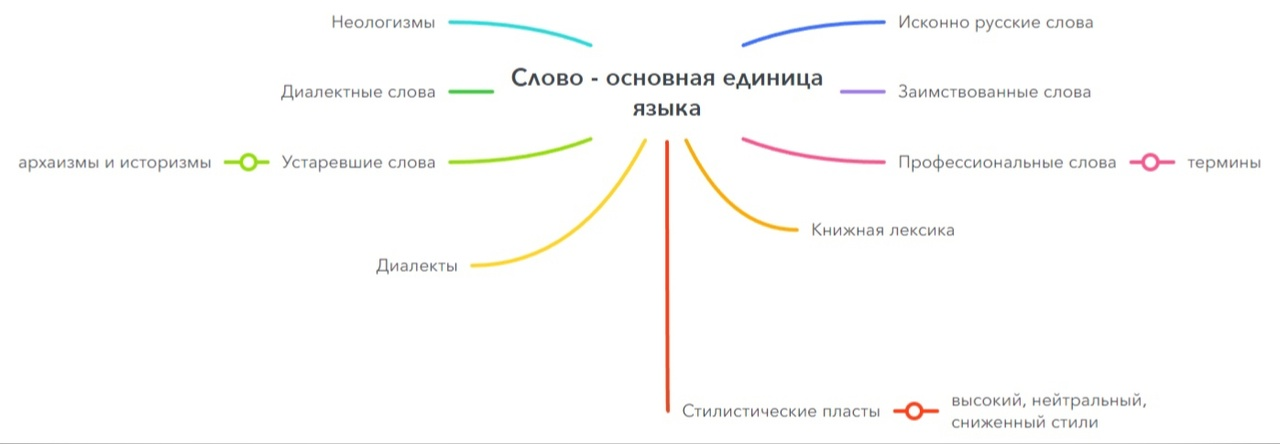 Неологизмы
Исконно русские слова
Слово - основная единица
языка
Диалектные слова
Заимствованные слова
архаизмы и историзмы
Устаревшие слова
Профессиональные слова
термины
Книжная лексика
Диалекты
Стилистические пласты
высокий, нейтральный,
сниженный стили